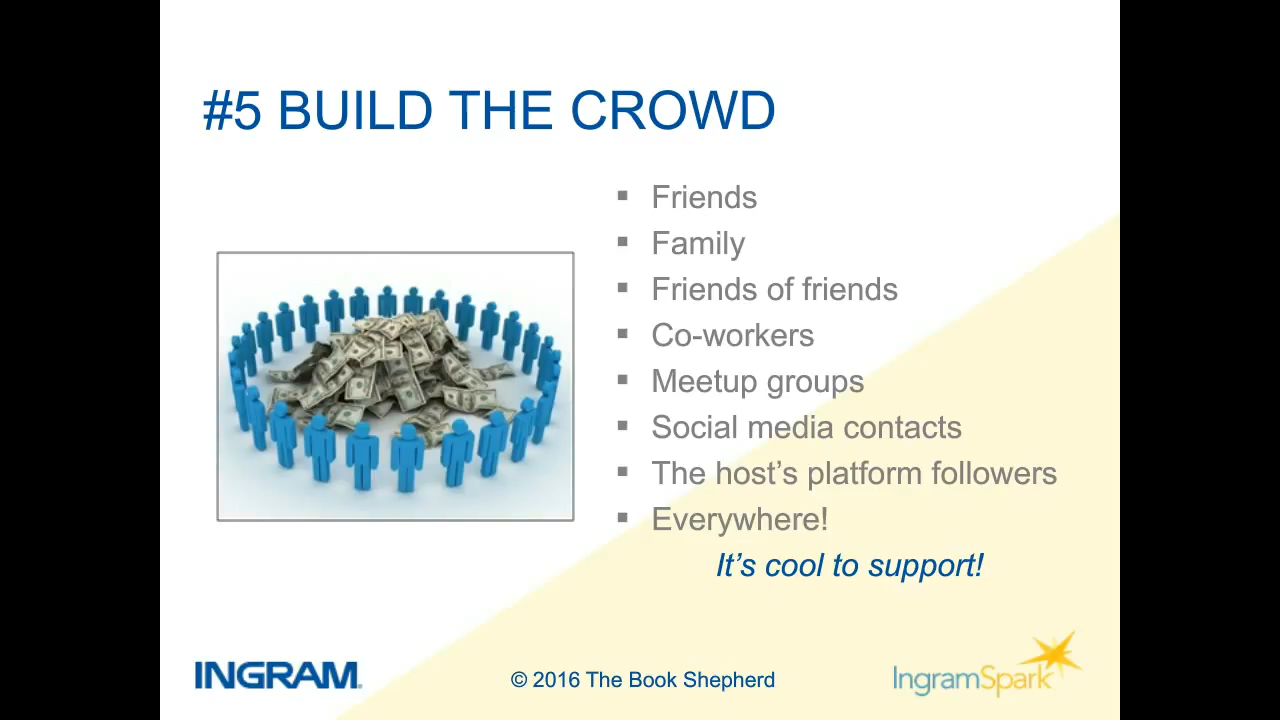 #5 BUILD THE CROWD
▪ Friends
▪ Family
▪ Friends of friends
▪ Co-workers
▪ Meetup groups
▪ Social media contacts
▪ The host’s platform followers
▪ Everywhere!
It’s cool to support!
INGRAM®
© 2016 The Book Shepherd
IngramSpark